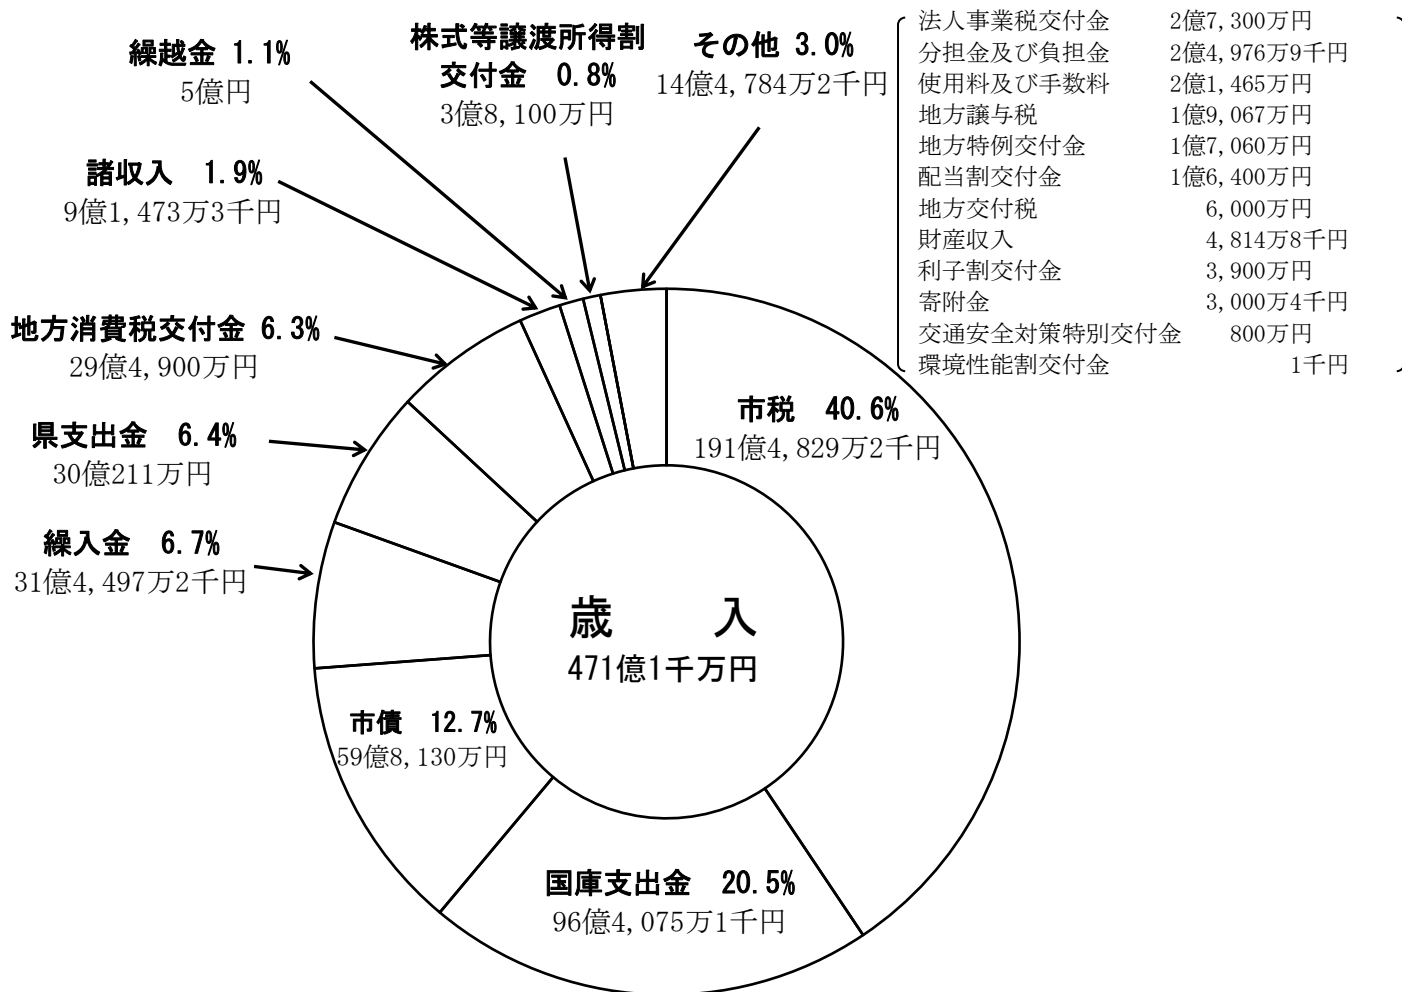 繰越金 1.1%
5億円
株式等譲渡所得割
交付金 0.8%
3億8,100万円
その他 3.0%
14億4,784万2千円
法人事業税交付金 2億7,300万円
分担金及び負担金 2億4,976万9千円
使用料及び手数料 2億1,465万円
地方譲与税 1億9,067万円
地方特例交付金 1億7,060万円
配当割交付金 1億6,400万円
地方交付税 6,000万円
財産収入 4,814万8千円
利子割交付金 3,900万円
寄附金 3,000万4千円
交通安全対策特別交付金 800万円
環境性能割交付金 1千円
諸収入 1.9%
9億1,473万3千円
地方消費税交付金 6.3%
29億4,900万円
県支出金 6.4%
30億211万円
繰入金 6.7%
31億4,497万2千円
市税 40.6%
191億4,829万2千円
歳 入
471億1千万円
市債 12.7%
59億8,130万円
国庫支出金 20.5%
96億4,075万1千円